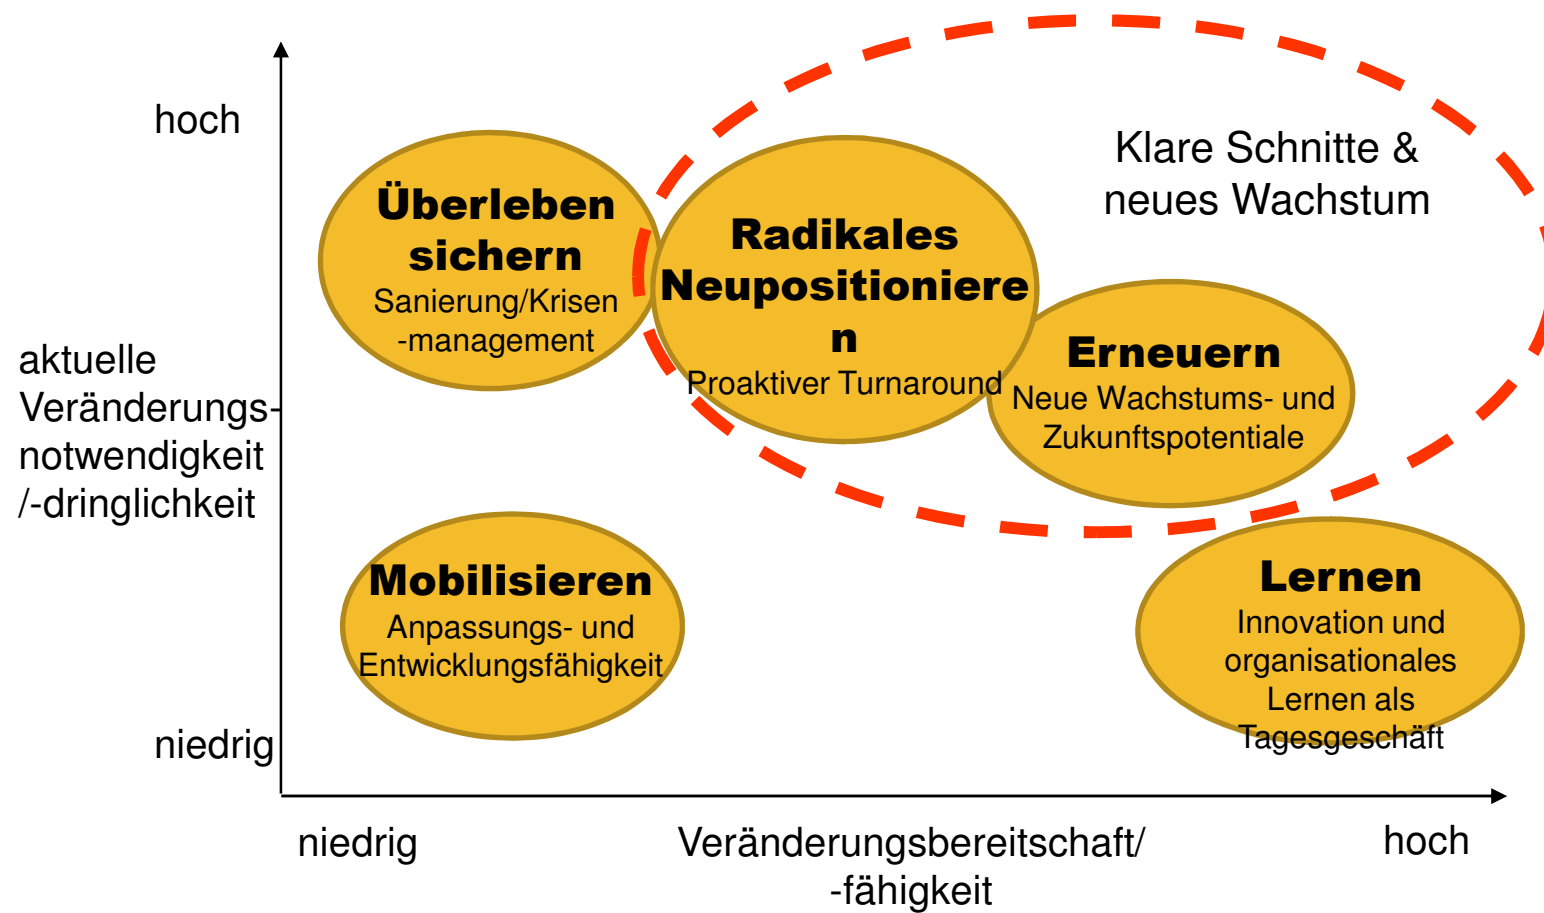 hoch
Klare Schnitte &
neues Wachstum
Überleben
sichern
Sanierung/Krisen
-management
Radikales
Neupositioniere
n
Proaktiver Turnaround
Erneuern
Neue Wachstums- und
Zukunftspotentiale
aktuelle
Veränderungs-
notwendigkeit
/-dringlichkeit
Mobilisieren
Anpassungs- und
Entwicklungsfähigkeit
Lernen
Innovation und
organisationales
Lernen als
Tagesgeschäft
niedrig
niedrig
Veränderungsbereitschaft/
-fähigkeit
hoch